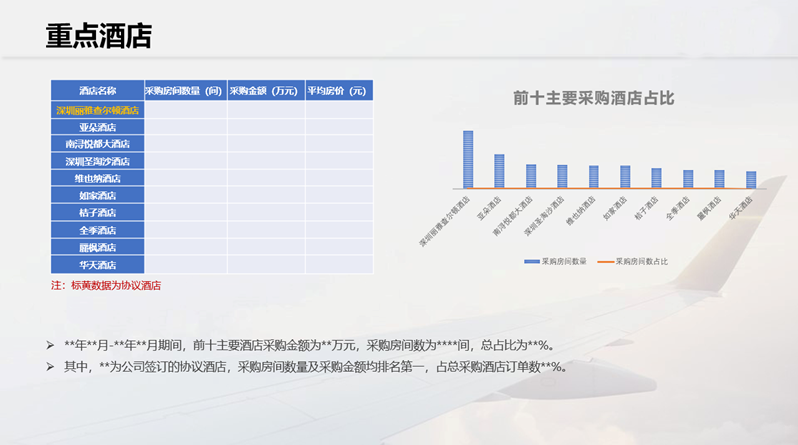 重点酒店
酒店名称 采购房间数量（间） 采购金额（万元） 平均房价（元）
深圳丽雅查尔顿酒店
亚朵酒店
南浔悦都大酒店
深圳圣淘沙酒店
维也纳酒店
如家酒店
桔子酒店
全季酒店
麗枫酒店
华天酒店
注：标黄数据为协议酒店
前十主要采购酒店占比
深圳丽雅查尔顿酒店
亚朵酒店
南浔悦都大酒店
深圳圣淘沙酒店
维也纳酒店
如家酒店
桔子酒店
全季酒店
麗枫酒店
华天酒店
采购房间数量 采购房间数占比
➢ **年**月-**年**月期间，前十主要酒店采购金额为**万元，采购房间数为****间，总占比为**%。
➢ 其中，**为公司签订的协议酒店，采购房间数量及采购金额均排名第一，占总采购酒店订单数**%。